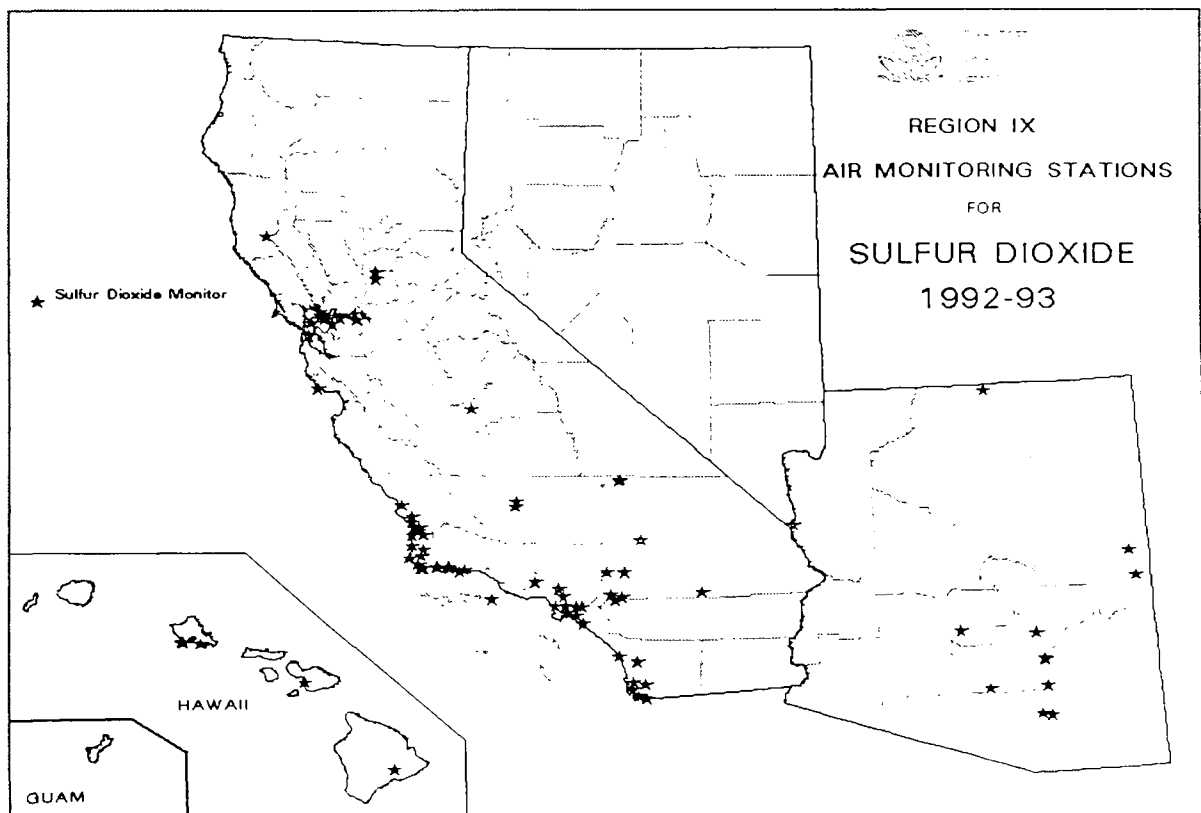 REGION IX
AIR MONITORING STATIONS
FOR
SULFUR DIOXIDE
1992-93
Sulfur Dioxide Monitor
HAWAII
GUAM